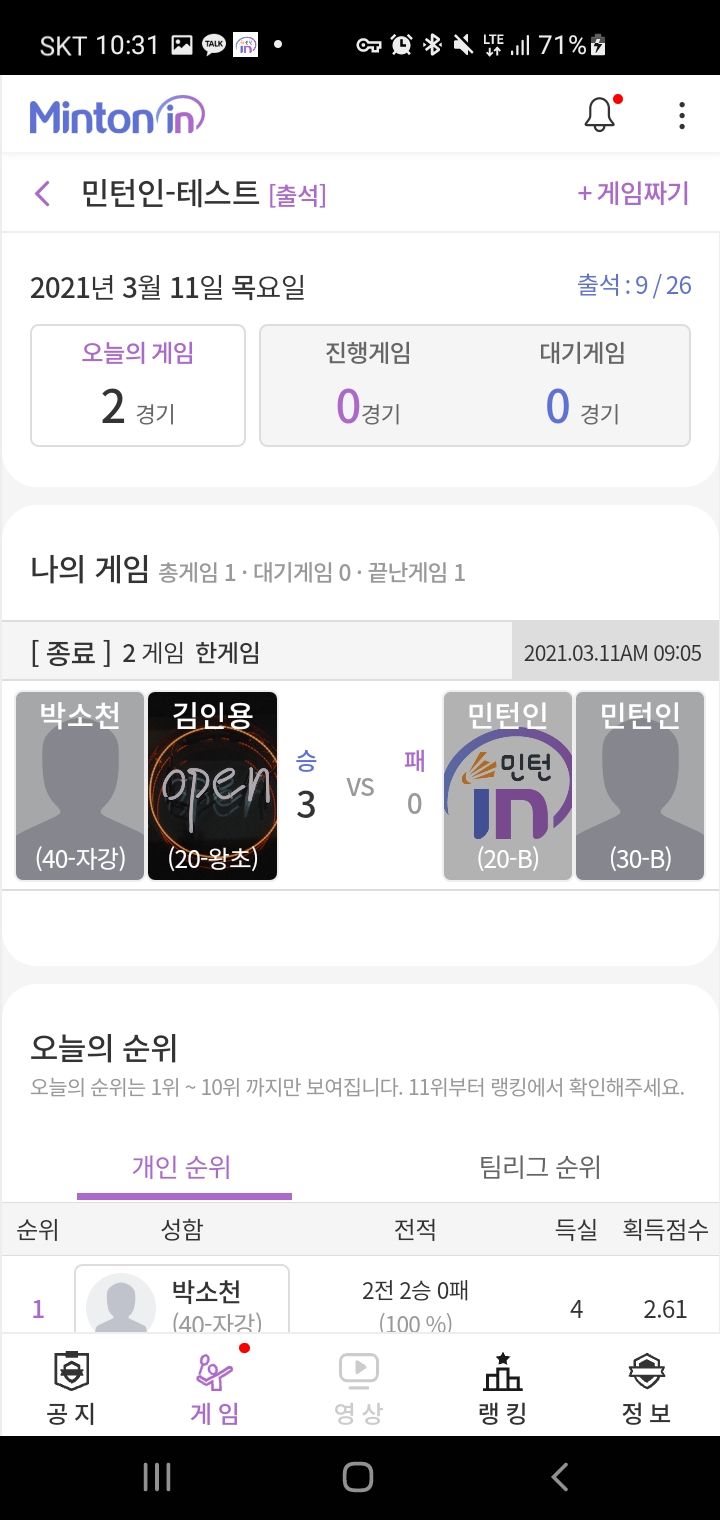 SKT 10:31 TALK LTE 71%
Minton in
민턴인-테스트 [출석] + 게임짜기
2021년 3월 11일 목요일 출석 : 9 / 26
오늘의 게임 진행게임 대기게임
2 경기 0경기 0 경기
나의 게임 총게임 1 · 대기게임 0 · 끝난게임 1
[ 종료 ] 2 게임 한게임 2021.03.11AM 09:05
박소천 김인용 민턴인 민턴인
open 승 VS 패 민턴
3 0 in
(40-자강) (20-왕초) (20-B) (30-B)
오늘의 순위
오늘의 순위는 1위 ~ 10위 까지만 보여집니다. 11위부터 랭킹에서 확인해주세요.
개인 순위 팀리그 순위
순위 성함 전적 득실 획득점수
1 박소천 2전 2승 0패 4 2.61
(40-자강) (100 %)
공 지 게 임 영 상 랭 킹 정 보